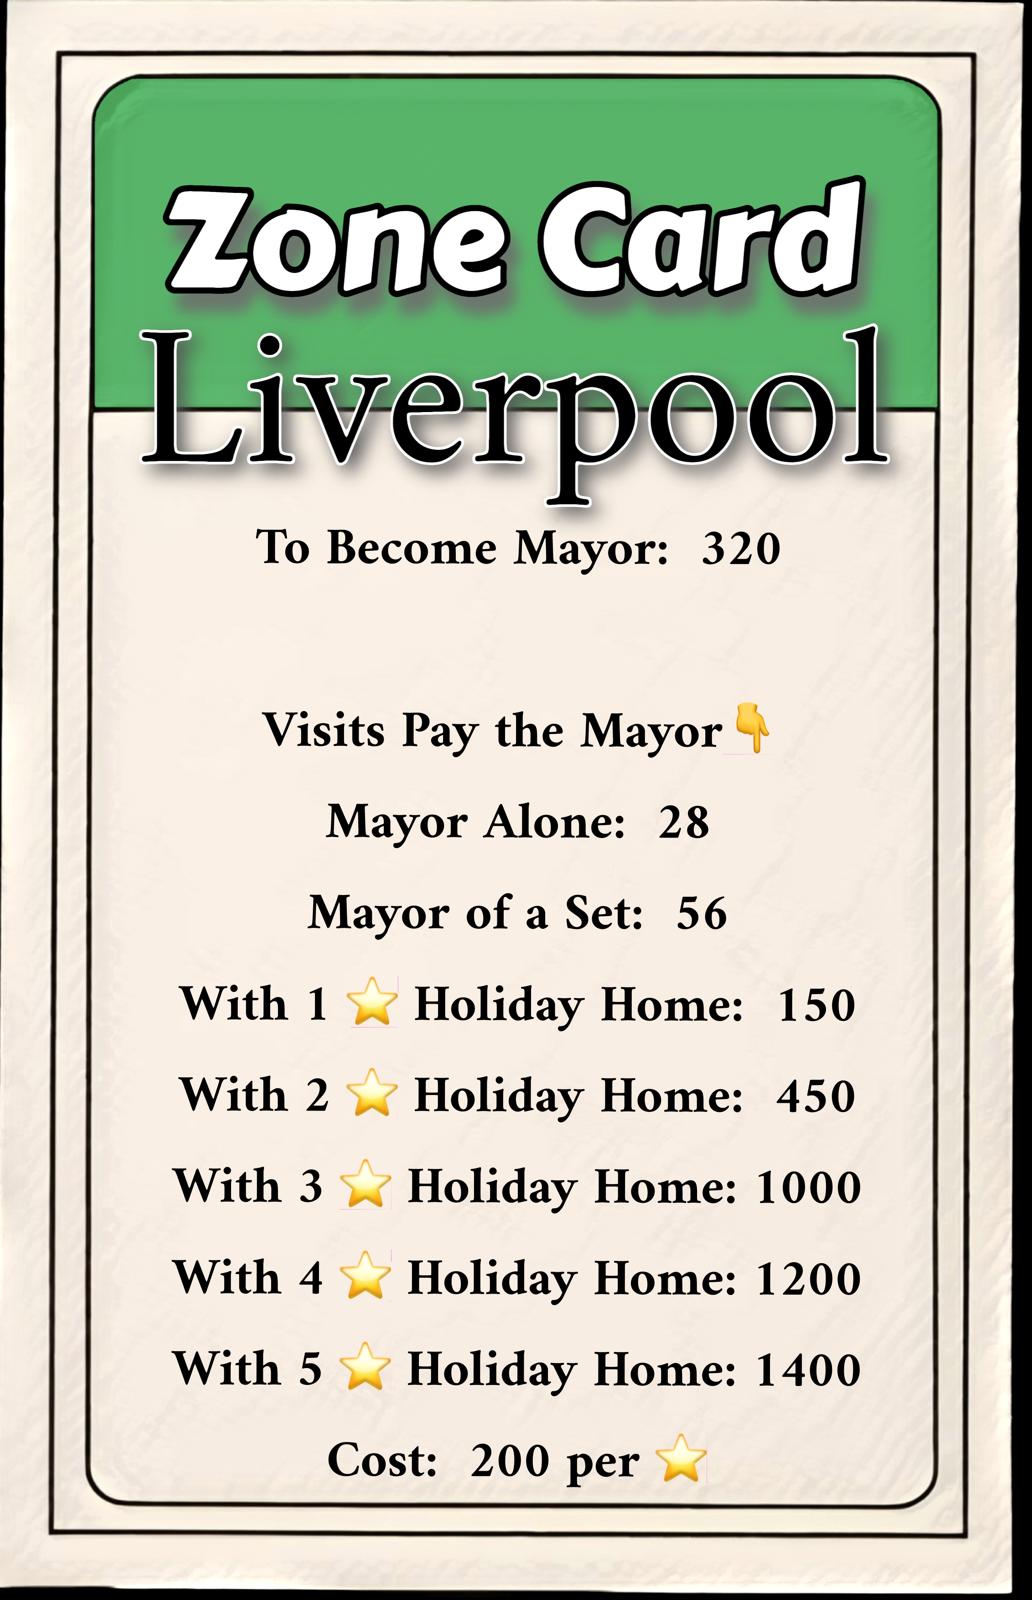 Zone Card
Liverpool
To Become Mayor: 320
Visits Pay the Mayor👇
Mayor Alone: 28
Mayor of a Set: 56
With 1 ⭐ Holiday Home: 150
With 2 ⭐ Holiday Home: 450
With 3 ⭐ Holiday Home: 1000
With 4 ⭐ Holiday Home: 1200
With 5 ⭐ Holiday Home: 1400
Cost: 200 per ⭐